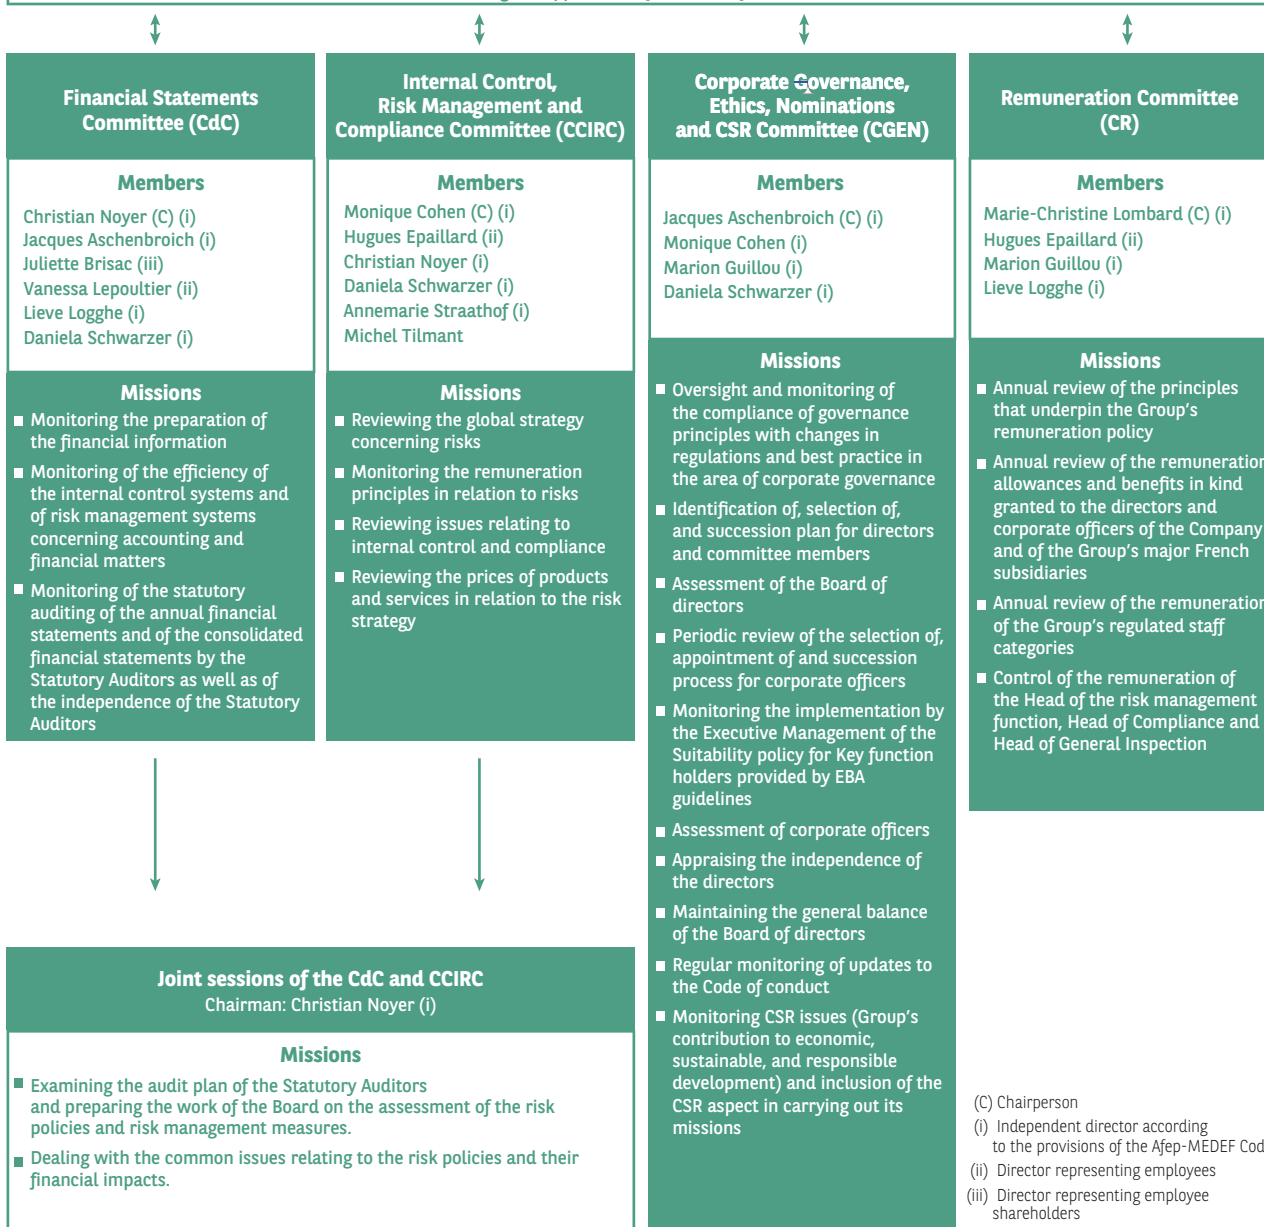 Financial Statements
Committee (CdC)
Members
Christian Noyer (C) (i)
Jacques Aschenbroich (i)
Juliette Brisac (iii)
Vanessa Lepoultier (ii)
Lieve Logghe (i)
Daniela Schwarzer (i)
Missions
Monitoring the preparation of
the financial information
Monitoring of the efficiency of
the internal control systems and
of risk management systems
concerning accounting and
financial matters
Monitoring of the statutory
auditing of the annual financial
statements and of the consolidated
financial statements by the
Statutory Auditors as well as of
the independence of the Statutory
Auditors
Internal Control,
Risk Management and
Compliance Committee (CCIRC)
Members
Monique Cohen (C) (i)
Hugues Epaillard (ii)
Christian Noyer (i)
Daniela Schwarzer (i)
Annemarie Straathof (i)
Michel Tilmant
Missions
Reviewing the global strategy
concerning risks
Monitoring the remuneration
principles in relation to risks
Reviewing issues relating to
internal control and compliance
Reviewing the prices of products
and services in relation to the risk
strategy
Joint sessions of the CdC and CCIRC
Chairman: Christian Noyer (i)
Missions
Examining the audit plan of the Statutory Auditors
and preparing the work of the Board on the assessment of the risk
policies and risk management measures.
Dealing with the common issues relating to the risk policies and their
financial impacts.
Corporate Governance,
Ethics, Nominations
and CSR Committee (CGEN)
Members
Jacques Aschenbroich (C) (i)
Monique Cohen (i)
Marion Guillou (i)
Daniela Schwarzer (i)
Missions
Oversight and monitoring of
the compliance of governance
principles with changes in
regulations and best practice in
the area of corporate governance
Identification of, selection of,
and succession plan for directors
and committee members
Assessment of the Board of
directors
Periodic review of the selection of,
appointment of and succession
process for corporate officers
Monitoring the implementation by
the Executive Management of the
Suitability policy for Key function
holders provided by EBA
guidelines
Assessment of corporate officers
Appraising the independence of
the directors
Maintaining the general balance
of the Board of directors
Regular monitoring of updates to
the Code of conduct
Monitoring CSR issues (Group's
contribution to economic,
sustainable, and responsible
development) and inclusion of the
CSR aspect in carrying out its
missions
Remuneration Committee
(CR)
Members
Marie-Christine Lombard (C) (i)
Hugues Epaillard (ii)
Marion Guillou (i)
Lieve Logghe (i)
Missions
Annual review of the principles
that underpin the Group's
remuneration policy
Annual review of the remuneration
allowances and benefits in kind
granted to the directors and
corporate officers of the Company
and of the Group's major French
subsidiaries
Annual review of the remuneration
of the Group's regulated staff
categories
Control of the remuneration of
the Head of the risk management
function, Head of Compliance and
Head of General Inspection
(C) Chairperson
(i) Independent director according
to the provisions of the Afep-MEDEF Cod
(ii) Director representing employees
(iii) Director representing employee
shareholders